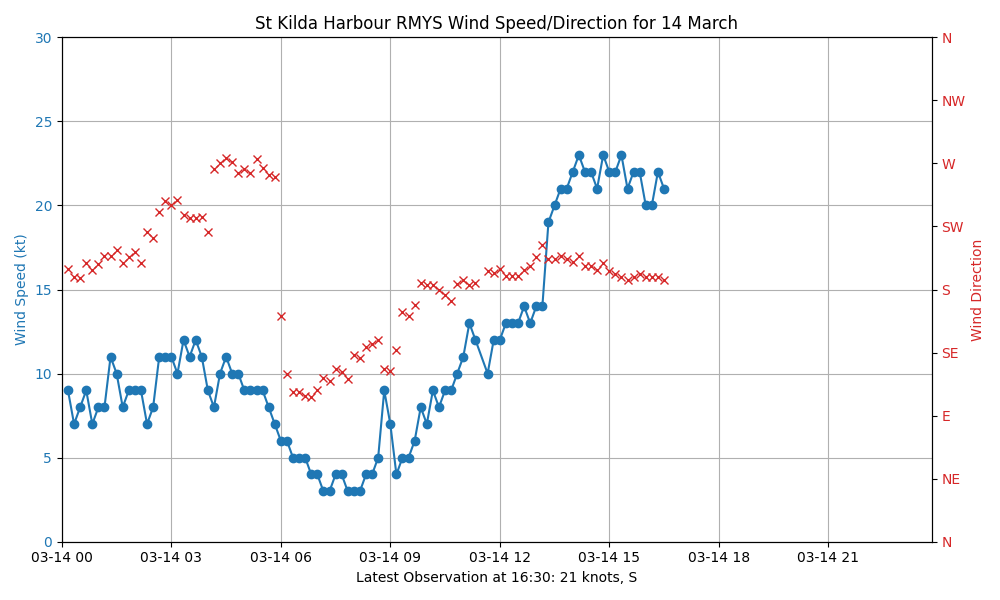 St Kilda Harbour RMYS Wind Speed/Direction for 14 March
30
25
20
15
10
5
0
Wind Speed (kt)
N
NW
W
SW
S
SE
E
NE
N
Wind Direction
03-14 00
03-14 03
03-14 06
03-14 09
03-14 12
03-14 15
03-14 18
03-14 21
Latest Observation at 16:30: 21 knots, S